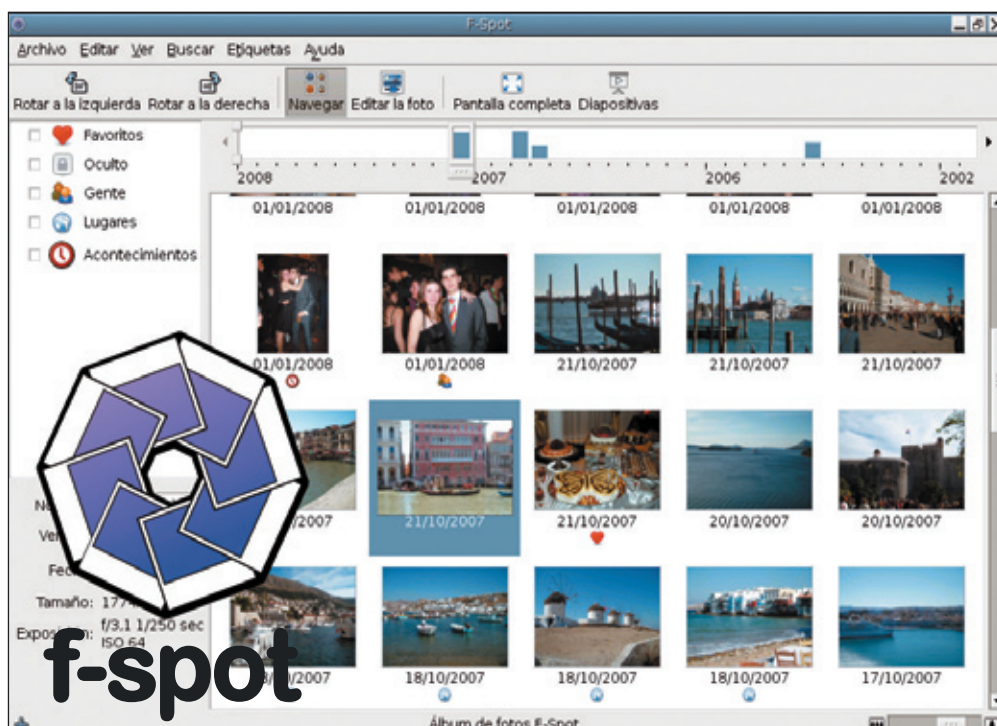 F-Spot
Archivo Editar Ver Buscar Etiquetas Ayuda
Rotar a la izquierda Rotar a la derecha Navegar Editar la foto Pantalla completa Diapositivas
Favoritos
Oculto
Gente
Lugares
Acontecimientos
2008 2007 2006 2002
01/01/2008 01/01/2008 01/01/2008 01/01/2008 01/01/2008
01/01/2008 01/01/2008 21/10/2007 21/10/2007 21/10/2007
2007 21/10/2007 21/10/2007 20/10/2007 20/10/2007
Tamaño: 177
Exposición: f/3.1 1/250 sec
ISO 64
2007 18/10/2007 18/10/2007 18/10/2007 17/10/2007
f-spot
Álbum de fotos F-Spot